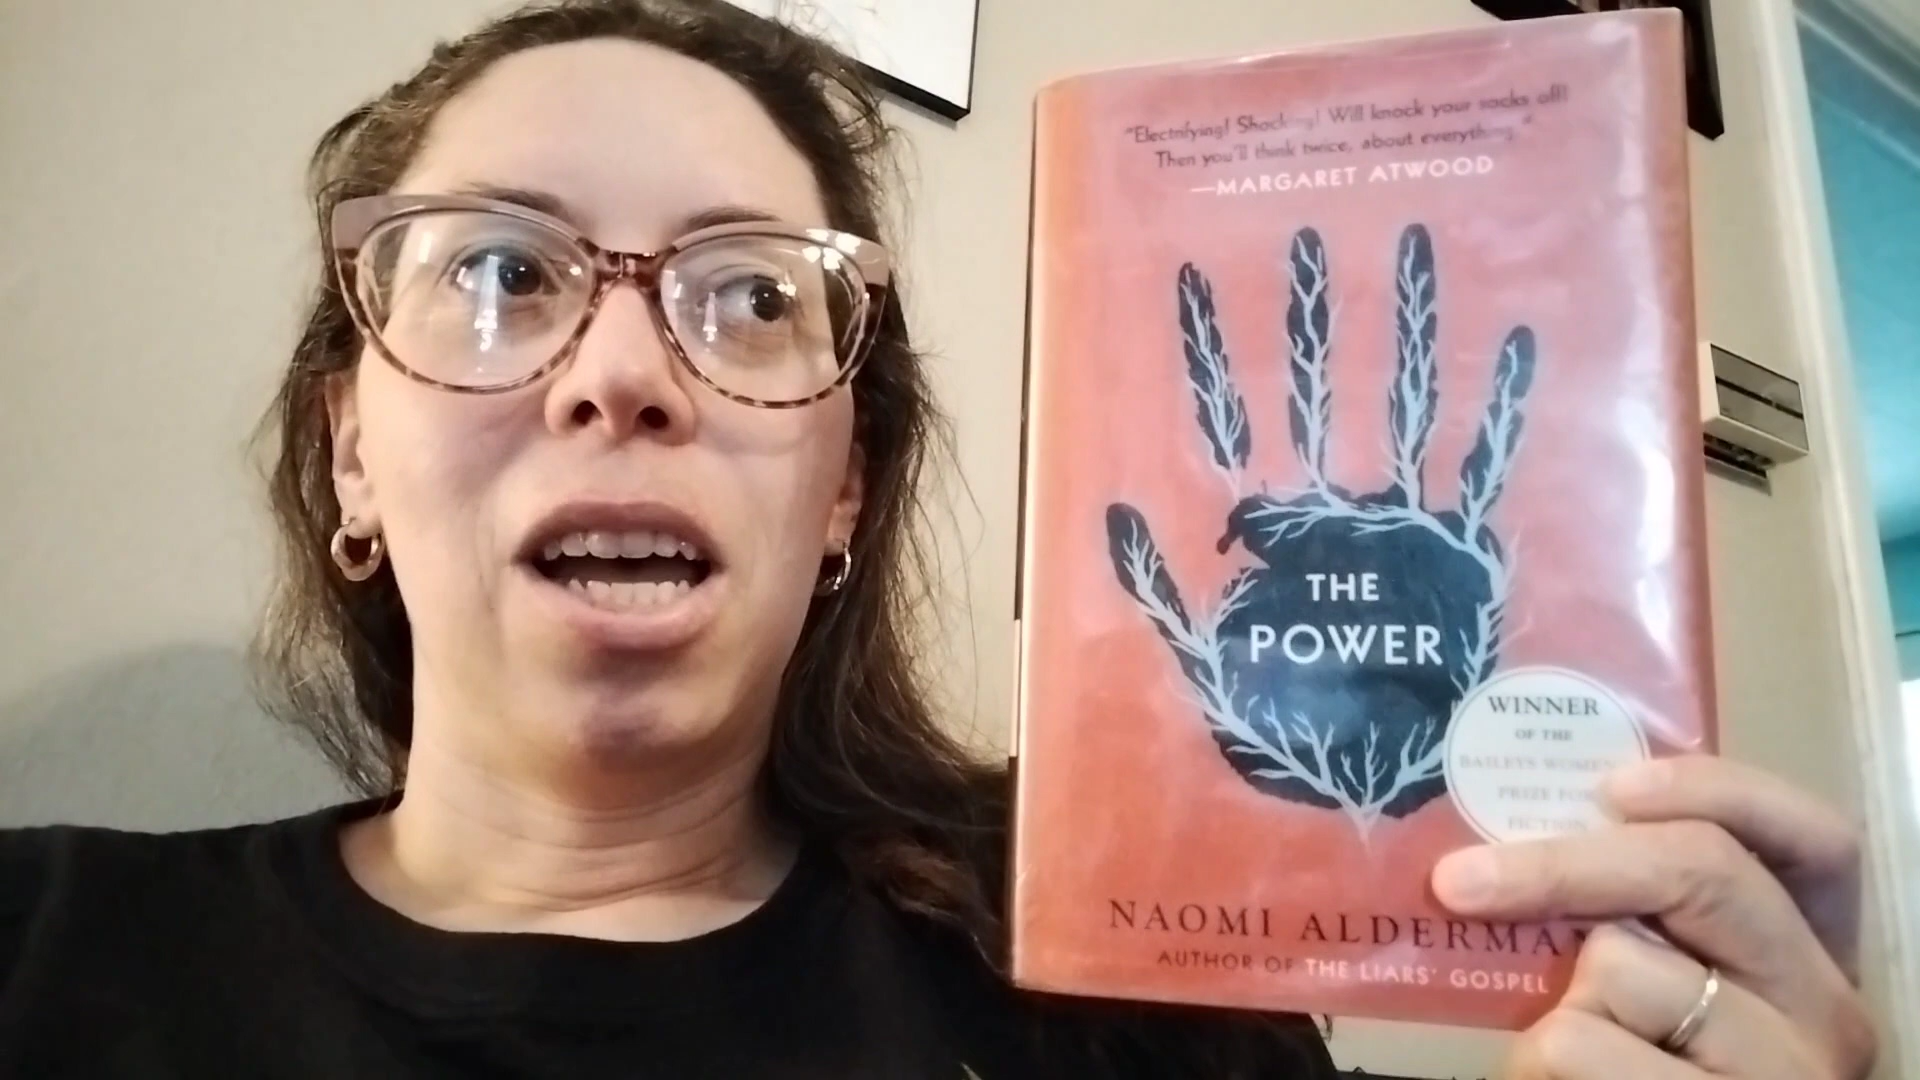 "Electrifying! Shocking! Will knock your socks off!
Then you'll think twice, about everything."
—MARGARET ATWOOD
THE
POWER
WINNER
OF THE
BAILEYS WOMEN
PRIZE FOR
FICTION
NAOMI ALDERMAN
AUTHOR OF THE LIARS' GOSPEL